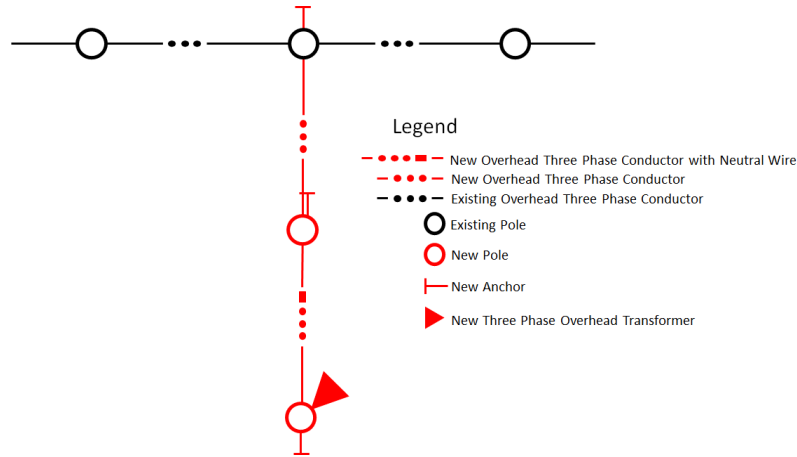 Legend
New Overhead Three Phase Conductor with Neutral Wire
New Overhead Three Phase Conductor
Existing Overhead Three Phase Conductor
Existing Pole
New Pole
New Anchor
New Three Phase Overhead Transformer